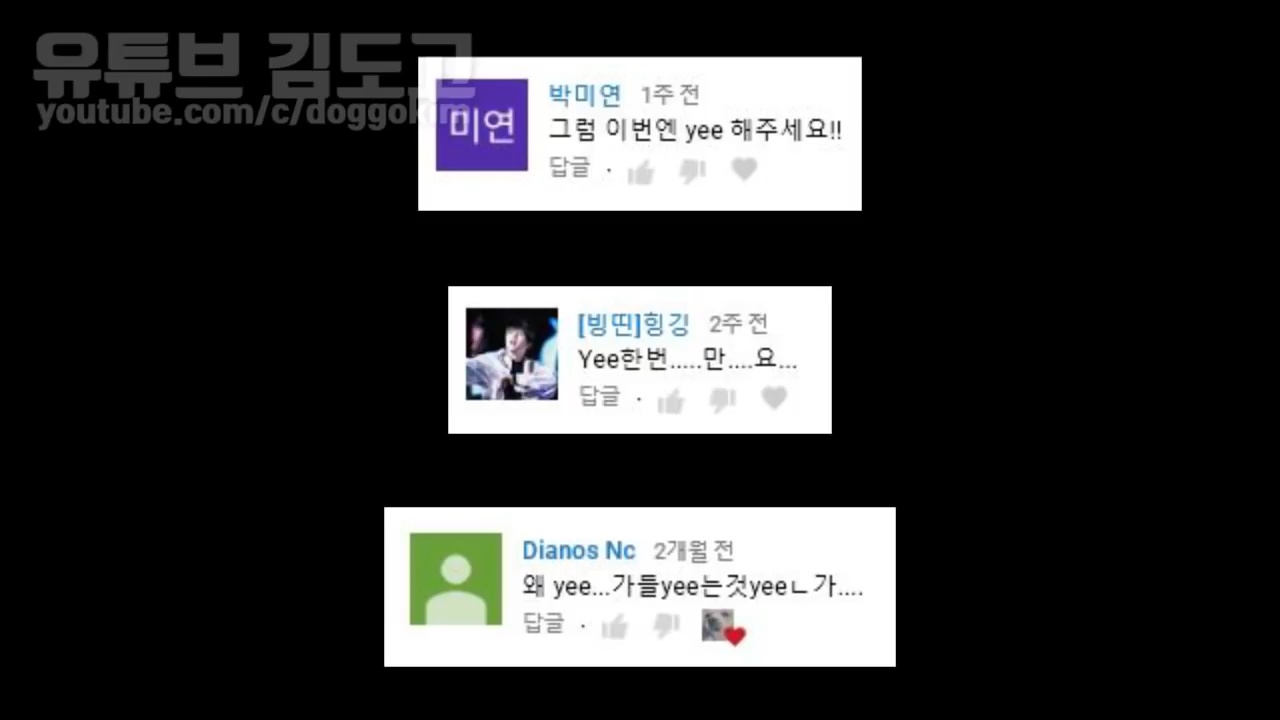 유튜브 김도고
youtube.com/c/doggokim
미연
박미연 1주 전
그럼 이번엔 yee 해주세요!!
답글 ·
[빙띤]힝깅 2주 전
Yee한번.....만....요...
답글 ·
Dianos Nc 2개월 전
왜 yee...가들yee는것yeeㄴ가....
답글 ·